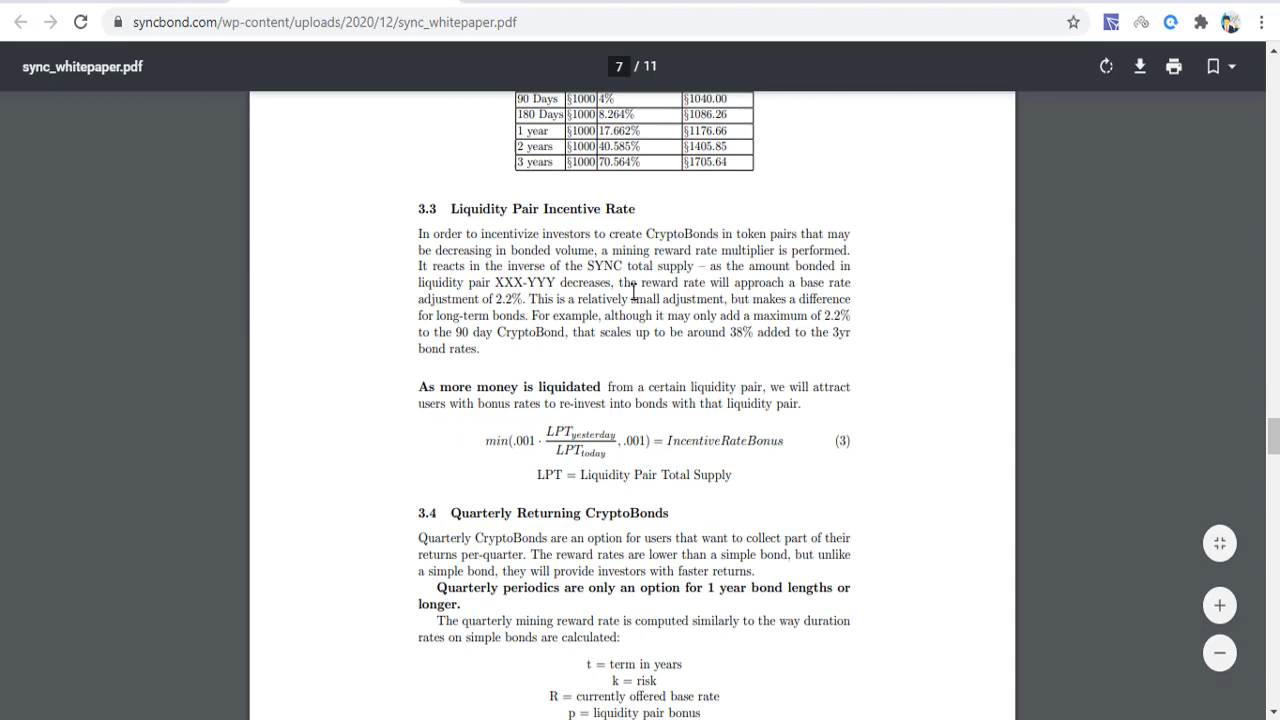 syncbond.com/wp-content/uploads/2020/12/sync_whitepaper.pdf
sync_whitepaper.pdf
7 / 11
90 Days §1000 4% §1040.00
180 Days §1000 8.264% §1086.26
1 year §1000 17.662% §1176.66
2 years §1000 40.585% §1405.85
3 years §1000 70.564% §1705.64
3.3 Liquidity Pair Incentive Rate
In order to incentivize investors to create CryptoBonds in token pairs that may
be decreasing in bonded volume, a mining reward rate multiplier is performed.
It reacts in the inverse of the SYNC total supply – as the amount bonded in
liquidity pair XXX-YYY decreases, the reward rate will approach a base rate
adjustment of 2.2%. This is a relatively small adjustment, but makes a difference
for long-term bonds. For example, although it may only add a maximum of 2.2%
to the 90 day CryptoBond, that scales up to be around 38% added to the 3yr
bond rates.
As more money is liquidated from a certain liquidity pair, we will attract
users with bonus rates to re-invest into bonds with that liquidity pair.
min(.001 · LPTyesterday / LPTtoday, .001) = IncentiveRateBonus (3)
LPT = Liquidity Pair Total Supply
3.4 Quarterly Returning CryptoBonds
Quarterly CryptoBonds are an option for users that want to collect part of their
returns per-quarter. The reward rates are lower than a simple bond, but unlike
a simple bond, they will provide investors with faster returns.
Quarterly periodics are only an option for 1 year bond lengths or
longer.
The quarterly mining reward rate is computed similarly to the way duration
rates on simple bonds are calculated:
t = term in years
k = risk
R = currently offered base rate
p = liquidity pair bonus